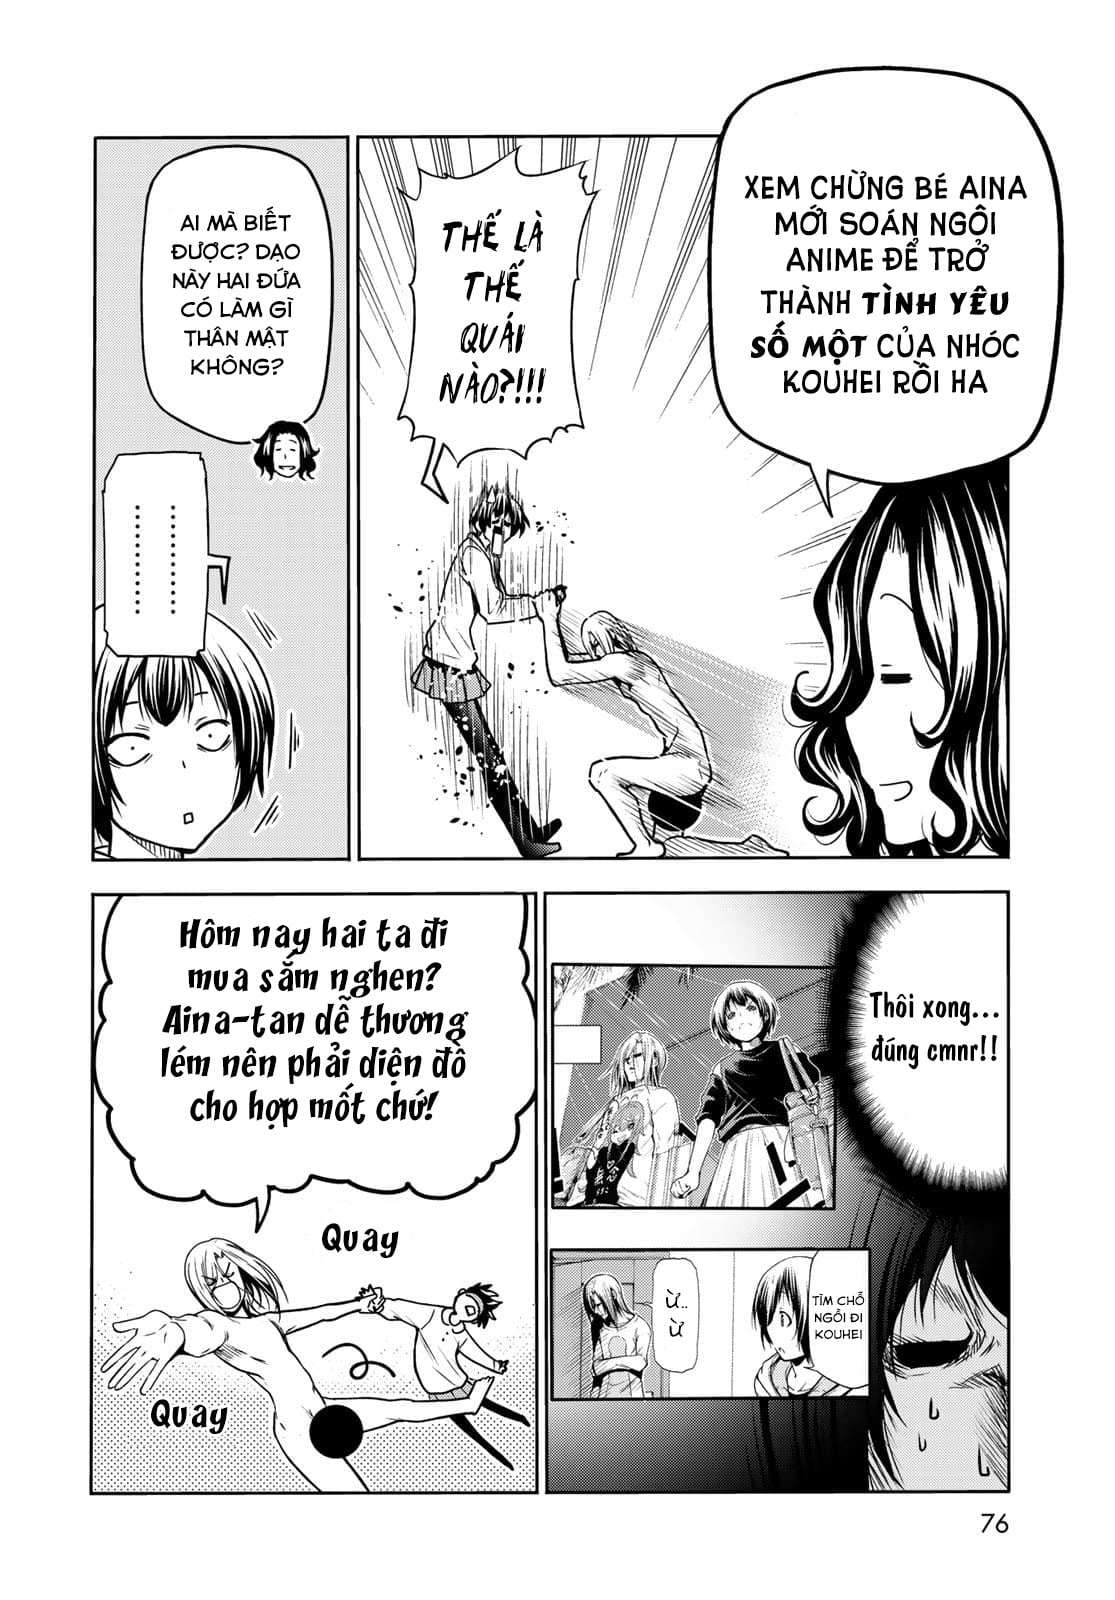 XEM CHỪNG BÉ AINA
MỚI SOÁN NGÔI
ANIME ĐỂ TRỞ
THÀNH TÌNH YÊU
SỐ MỘT CỦA NHÓC
KOUHEI RỒI HA
THẾ LÀ
THẾ
QUÁI
NÀO?!!!
AI MÀ BIẾT
ĐƯỢC? DẠO
NÀY HAI ĐỨA
CÓ LÀM GÌ
THÂN MẬT
KHÔNG?
..........
..........
Thôi xong...
đúng cmnr!!
TÌM CHỖ
NGỒI ĐI
KOUHEI
Ừ..
Ừ
Hôm nay hai ta đi
mua sắm nghen?
Aina-tan dễ thương
lém nên phải diện đồ
cho hợp mốt chứ!
Quay
Quay
76